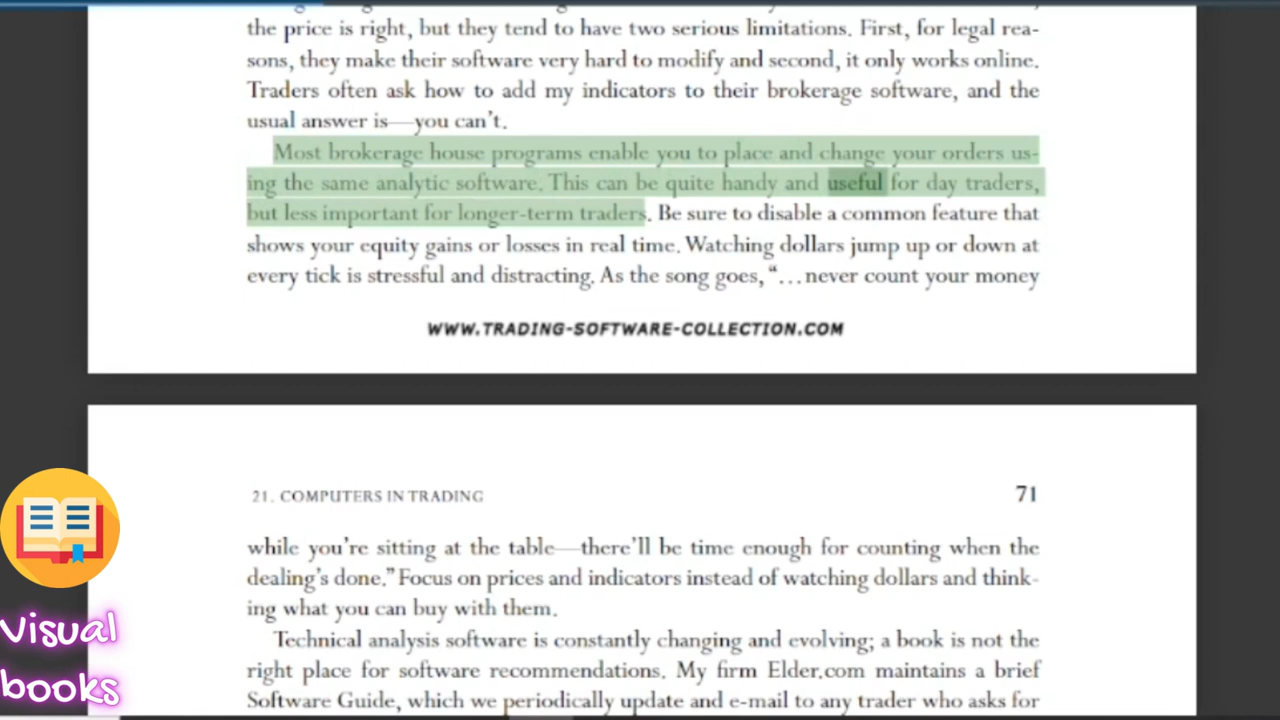 the price is right, but they tend to have two serious limitations. First, for legal rea-
sons, they make their software very hard to modify and second, it only works online.
Traders often ask how to add my indicators to their brokerage software, and the
usual answer is—you can't.
Most brokerage house programs enable you to place and change your orders us-
ing the same analytic software. This can be quite handy and useful for day traders,
but less important for longer-term traders. Be sure to disable a common feature that
shows your equity gains or losses in real time. Watching dollars jump up or down at
every tick is stressful and distracting. As the song goes, “…never count your money
WWW.TRADING-SOFTWARE-COLLECTION.COM
21. COMPUTERS IN TRADING 71
while you're sitting at the table—there'll be time enough for counting when the
dealing's done.” Focus on prices and indicators instead of watching dollars and think-
ing what you can buy with them.
Technical analysis software is constantly changing and evolving; a book is not the
right place for software recommendations. My firm Elder.com maintains a brief
Software Guide, which we periodically update and e-mail to any trader who asks for
Visual
books